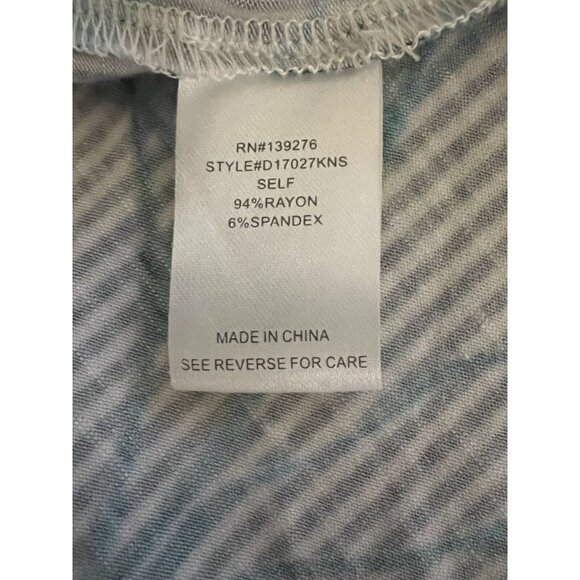 RN#139276
STYLE#D17027KNS
SELF
94%RAYON
6%SPANDEX
MADE IN CHINA
SEE REVERSE FOR CARE